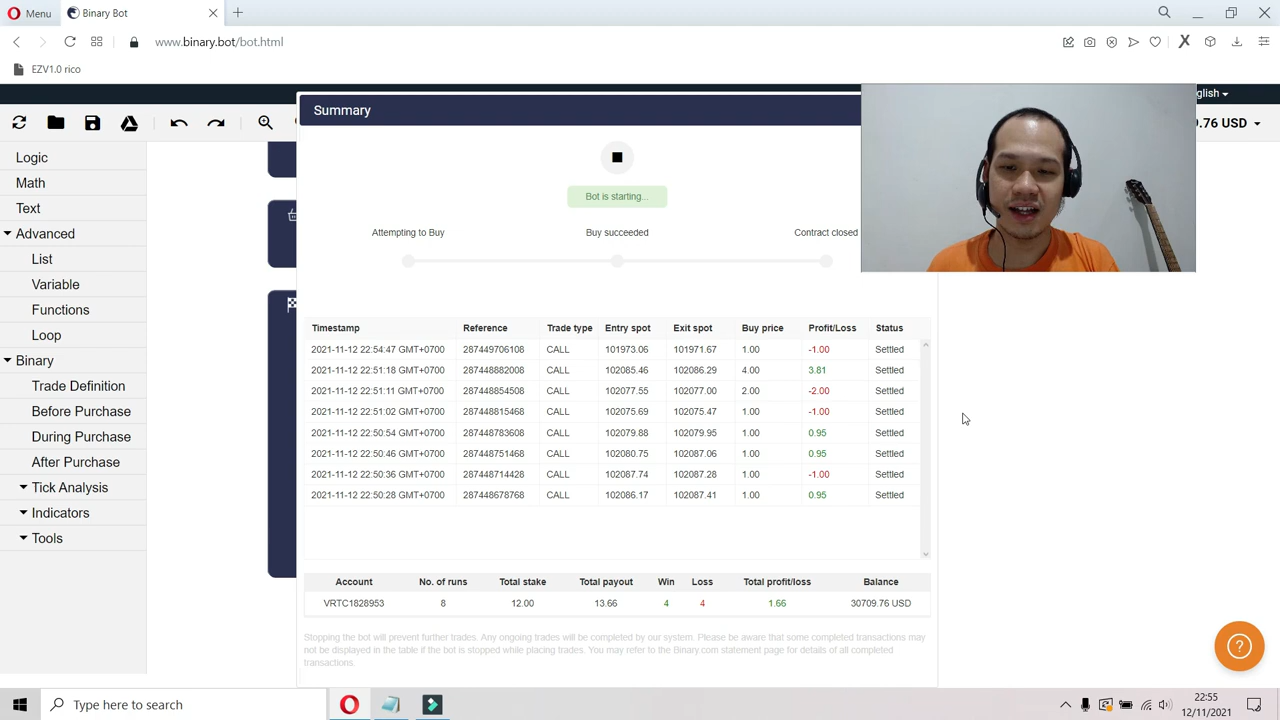 Menu
Binary Bot
www.binary.bot/bot.html
EZV1.0 rico
glish
Summary
9.76 USD
Logic
Math
Text
Advanced
List
Variable
Functions
Loop
Binary
Trade Definition
Before Purchase
During Purchase
After Purchase
Tick Analysis
Indicators
Tools
Bot is starting...
Attempting to Buy Buy succeeded Contract closed
Timestamp Reference Trade type Entry spot Exit spot Buy price Profit/Loss Status
2021-11-12 22:54:47 GMT+0700 287449706108 CALL 101973.06 101971.67 1.00 -1.00 Settled
2021-11-12 22:51:18 GMT+0700 287448882008 CALL 102085.46 102086.29 4.00 3.81 Settled
2021-11-12 22:51:11 GMT+0700 287448854508 CALL 102077.55 102077.00 2.00 -2.00 Settled
2021-11-12 22:51:02 GMT+0700 287448815468 CALL 102075.69 102075.47 1.00 -1.00 Settled
2021-11-12 22:50:54 GMT+0700 287448783608 CALL 102079.88 102079.95 1.00 0.95 Settled
2021-11-12 22:50:46 GMT+0700 287448751468 CALL 102080.75 102087.06 1.00 0.95 Settled
2021-11-12 22:50:36 GMT+0700 287448714428 CALL 102087.74 102087.28 1.00 -1.00 Settled
2021-11-12 22:50:28 GMT+0700 287448678768 CALL 102086.17 102087.41 1.00 0.95 Settled
Account No. of runs Total stake Total payout Win Loss Total profit/loss Balance
VRTC1828953 8 12.00 13.66 4 4 1.66 30709.76 USD
Stopping the bot will prevent further trades. Any ongoing trades will be completed by our system. Please be aware that some completed transactions may
not be displayed in the table if the bot is stopped while placing trades. You may refer to the Binary.com statement page for details of all completed
transactions.
Type here to search
22:55
12/11/2021